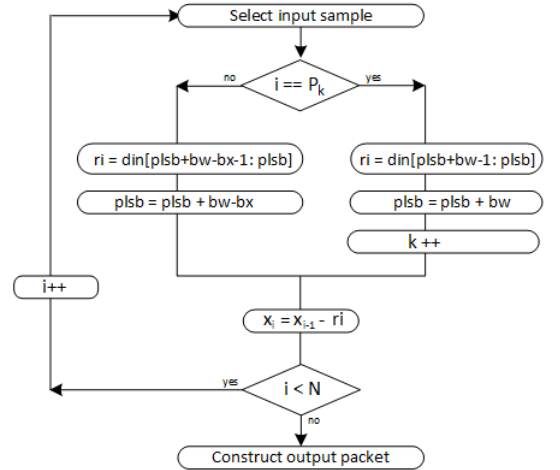 Select input sample
i == Pk
no
yes
ri = din[plsb+bw-bx-1: plsb]
plsb = plsb + bw-bx
ri = din[plsb+bw-1: plsb]
plsb = plsb + bw
k ++
i++
xi = xi-1 - ri
i < N
yes
no
Construct output packet